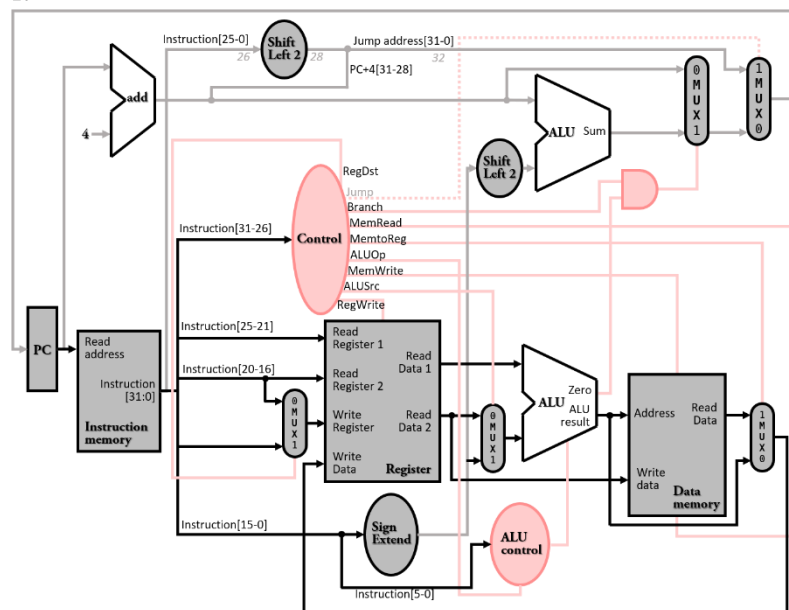 Instruction[25-0]
26
Shift
Left 2
28
Jump address[31-0]
32
PC+4[31-28]
add
4
ALU
Sum
0
M
U
X
1
1
M
U
X
0
Shift
Left 2
RegDst
Jump
Branch
MemRead
MemtoReg
ALUOp
MemWrite
ALUSrc
RegWrite
Control
Instruction[31-26]
Instruction[25-21]
Instruction[20-16]
PC
Read
address
Instruction
[31:0]
Instruction
memory
0
M
U
X
1
Read
Register 1
Read
Register 2
Write
Register
Write
Data
Read
Data 1
Read
Data 2
Register
0
M
U
X
1
ALU
Zero
ALU
result
Address
Read
Data
Write
data
Data
memory
1
M
U
X
0
Instruction[15-0]
Sign
Extend
ALU
control
Instruction[5-0]